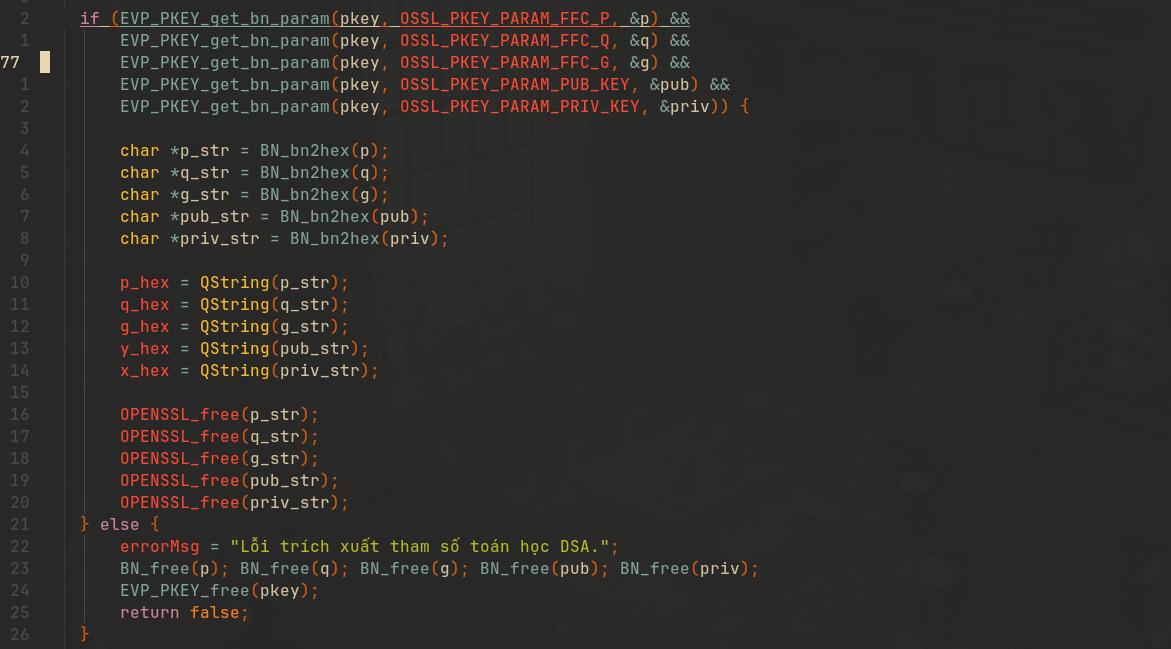 2 if (EVP_PKEY_get_bn_param(pkey, OSSL_PKEY_PARAM_FFC_P, &p) &&
1 EVP_PKEY_get_bn_param(pkey, OSSL_PKEY_PARAM_FFC_Q, &q) &&
77 EVP_PKEY_get_bn_param(pkey, OSSL_PKEY_PARAM_FFC_G, &g) &&
1 EVP_PKEY_get_bn_param(pkey, OSSL_PKEY_PARAM_PUB_KEY, &pub) &&
2 EVP_PKEY_get_bn_param(pkey, OSSL_PKEY_PARAM_PRIV_KEY, &priv)) {
3
4 char *p_str = BN_bn2hex(p);
5 char *q_str = BN_bn2hex(q);
6 char *g_str = BN_bn2hex(g);
7 char *pub_str = BN_bn2hex(pub);
8 char *priv_str = BN_bn2hex(priv);
9
10 p_hex = QString(p_str);
11 q_hex = QString(q_str);
12 g_hex = QString(g_str);
13 y_hex = QString(pub_str);
14 x_hex = QString(priv_str);
15
16 OPENSSL_free(p_str);
17 OPENSSL_free(q_str);
18 OPENSSL_free(g_str);
19 OPENSSL_free(pub_str);
20 OPENSSL_free(priv_str);
21 } else {
22 errorMsg = "Lỗi trích xuất tham số toán học DSA.";
23 BN_free(p); BN_free(q); BN_free(g); BN_free(pub); BN_free(priv);
24 EVP_PKEY_free(pkey);
25 return false;
26 }